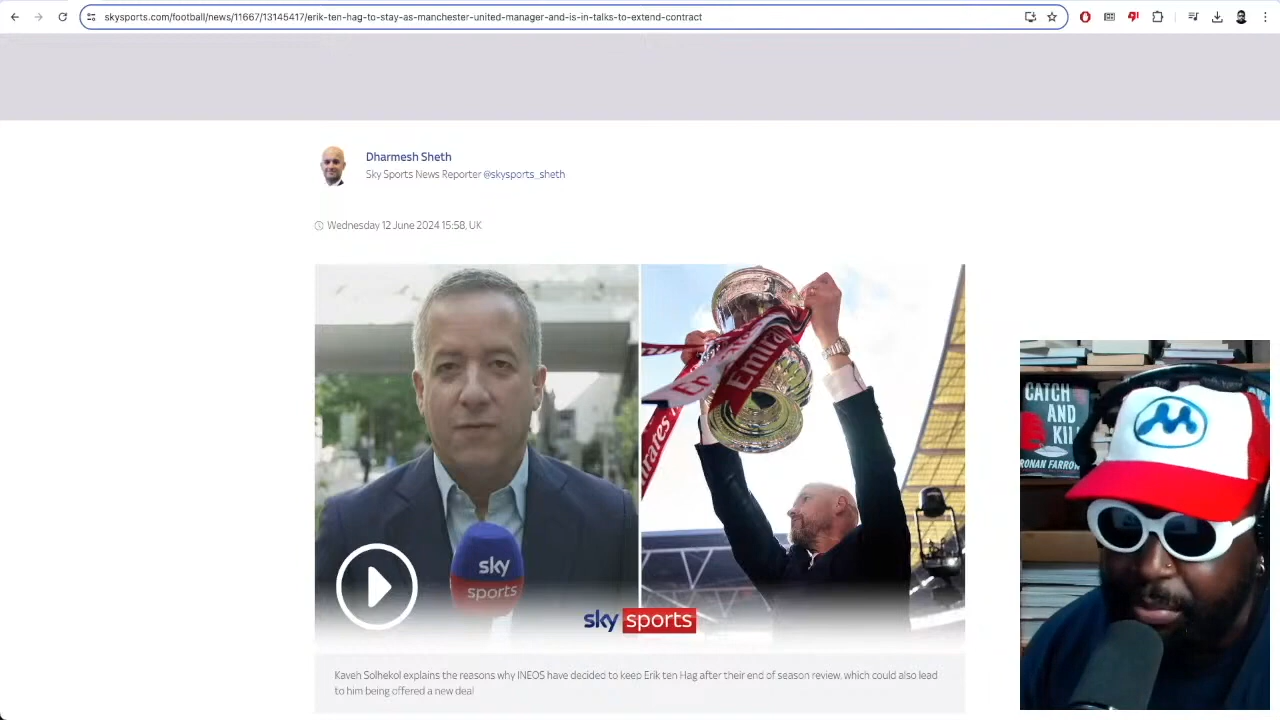 skysports.com/football/news/11667/13145417/erik-ten-hag-to-stay-as-manchester-united-manager-and-is-in-talks-to-extend-contract
Dharmesh Sheth
Sky Sports News Reporter @skysports_sheth
Wednesday 12 June 2024 15:58, UK
Emirates
Emirates
sky
sports
sky sports
Kaveh Solhekol explains the reasons why INEOS have decided to keep Erik ten Hag after their end of season review, which could also lead
to him being offered a new deal
CATCH
AND
KILL
RONAN FARROW